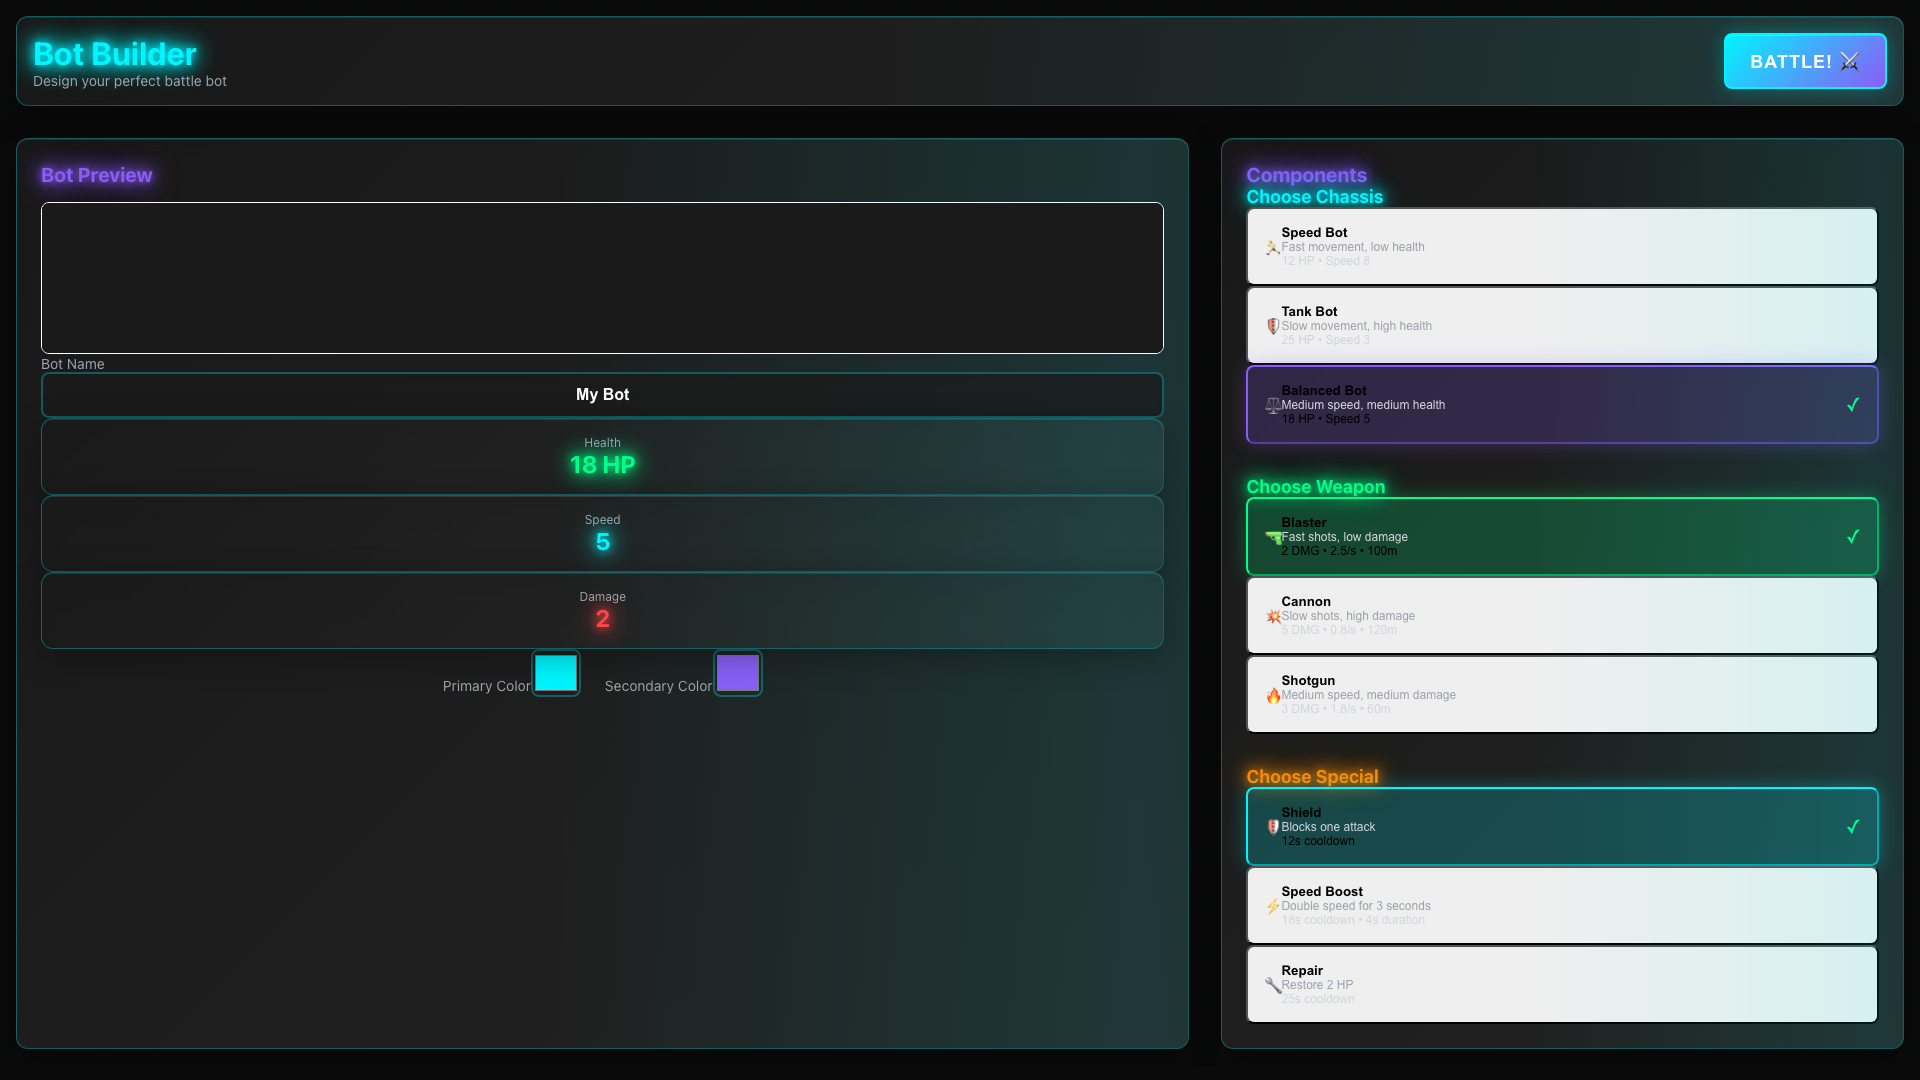 Bot Builder
Design your perfect battle bot
BATTLE! ⚔️
Bot Preview
Bot Name
My Bot
Health
18 HP
Speed
5
Damage
2
Primary Color
Secondary Color
Components
Choose Chassis
Speed Bot
Fast movement, low health
12 HP • Speed 8
Tank Bot
Slow movement, high health
25 HP • Speed 3
Balanced Bot
Medium speed, medium health
18 HP • Speed 5
✓
Choose Weapon
Blaster
Fast shots, low damage
2 DMG • 2.5/s • 100m
✓
Cannon
Slow shots, high damage
5 DMG • 0.8/s • 120m
Shotgun
Medium speed, medium damage
3 DMG • 1.8/s • 60m
Choose Special
Shield
Blocks one attack
12s cooldown
✓
Speed Boost
Double speed for 3 seconds
18s cooldown • 4s duration
Repair
Restore 2 HP
25s cooldown